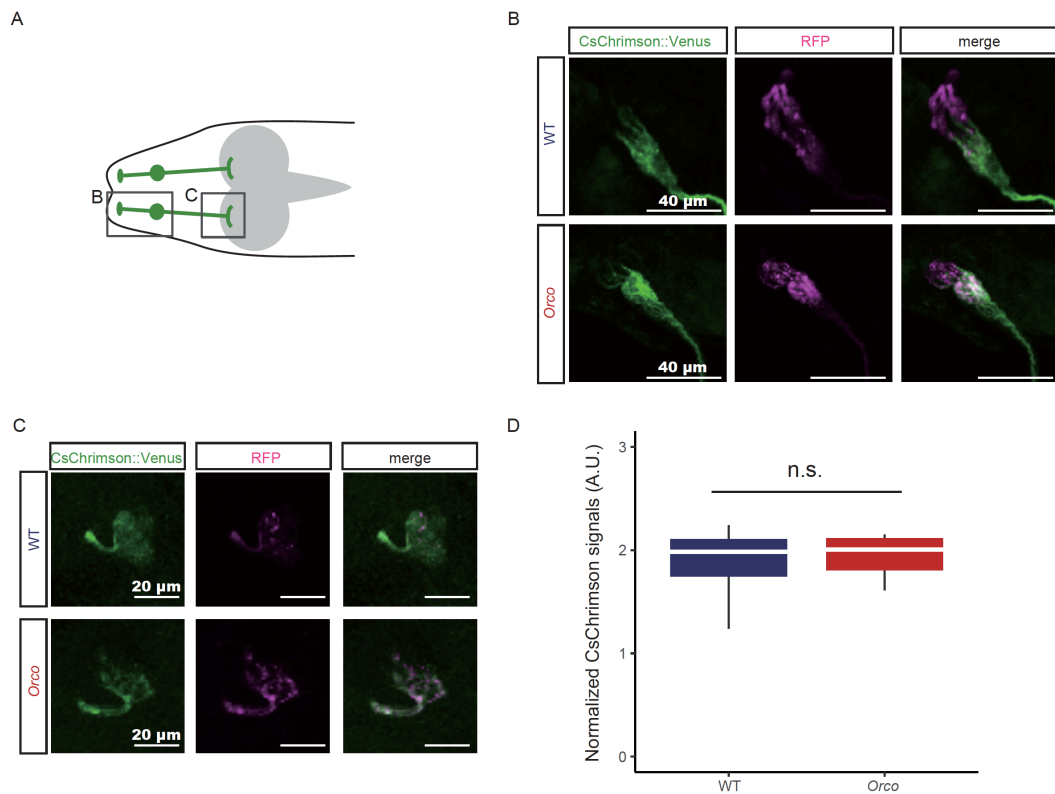 A
B
C
B
CsChrimson::Venus
RFP
merge
WT
40 µm
Orco
40 µm
C
CsChrimson::Venus
RFP
merge
WT
20 µm
Orco
20 µm
D
Normalized CsChrimson signals (A.U.)
3
2
1
0
n.s.
WT
Orco